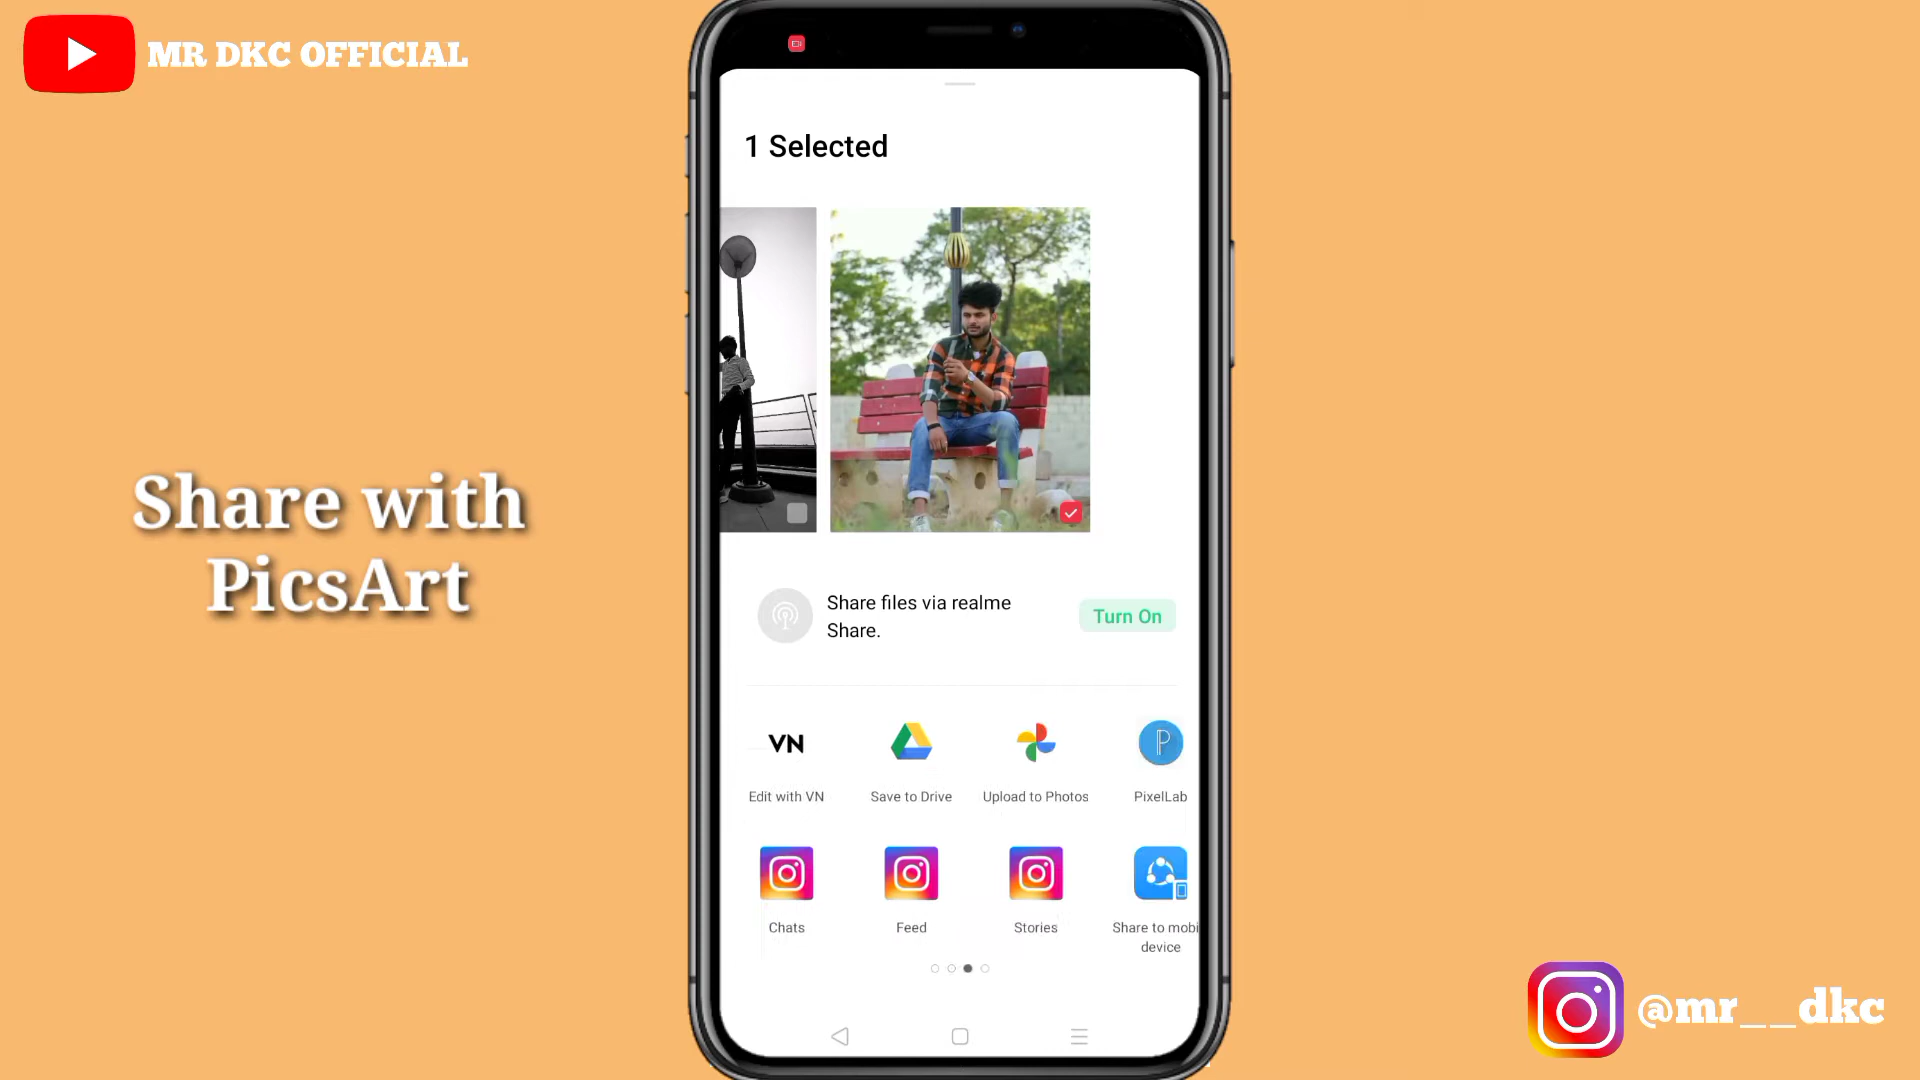 MR DKC OFFICIAL
1 Selected
Share with
PicsArt
Share files via realme
Share.
Turn On
VN
Edit with VN
Save to Drive
Upload to Photos
P
PixelLab
Chats
Feed
Stories
Share to mobi
device
@mr__dkc